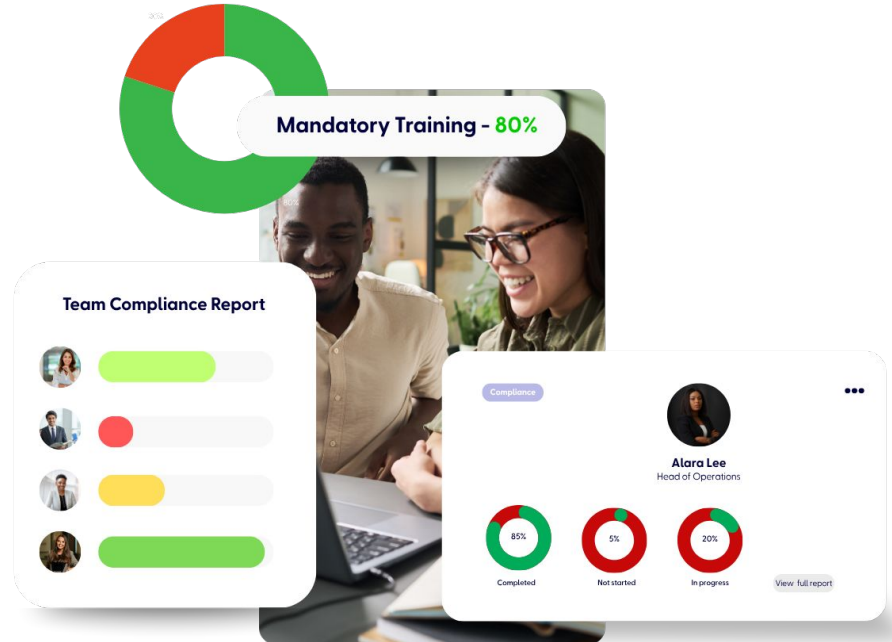 Mandatory Training - 80%
80%
Team Compliance Report
Compliance
Alara Lee
Head of Operations
85%
5%
20%
Completed
Not started
In progress
View full report